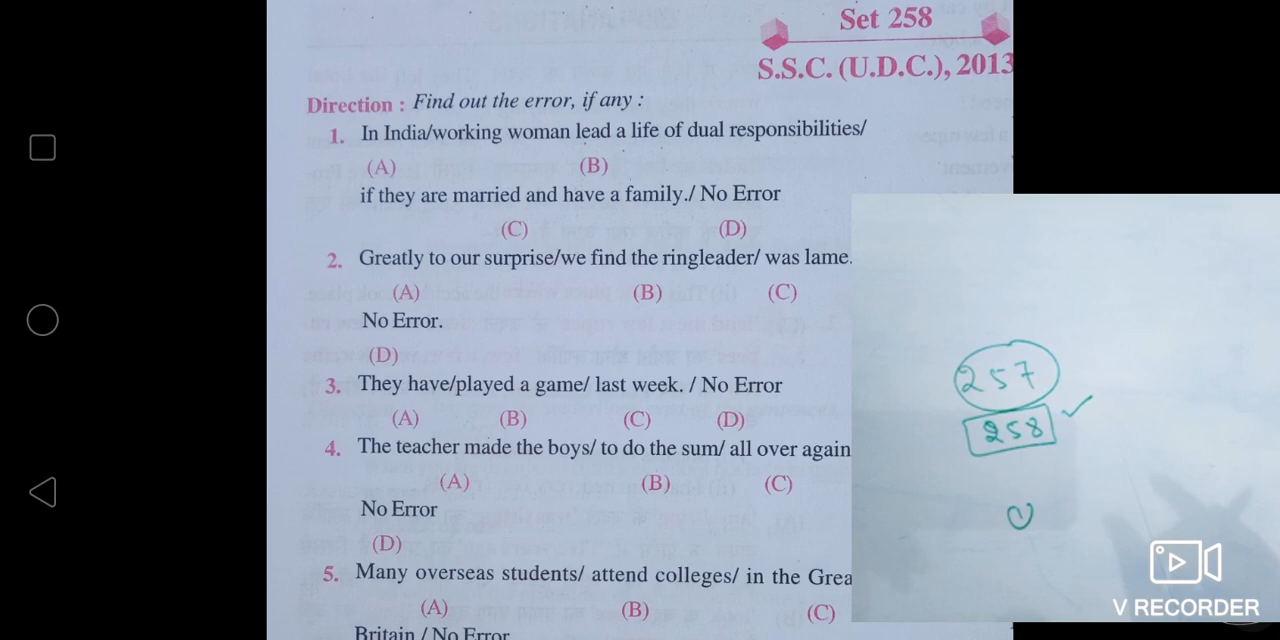 Set 258
S.S.C. (U.D.C.), 2013
Direction : Find out the error, if any :
1. In India/working woman lead a life of dual responsibilities/
(A) (B)
if they are married and have a family./ No Error
(C) (D)
2. Greatly to our surprise/we find the ringleader/ was lame.
(A) (B) (C)
No Error.
(D)
3. They have/played a game/ last week. / No Error
(A) (B) (C) (D)
4. The teacher made the boys/ to do the sum/ all over again
(A) (B) (C)
No Error
(D)
5. Many overseas students/ attend colleges/ in the Grea
(A) (B) (C)
Britain / No Error
257
258
V RECORDER